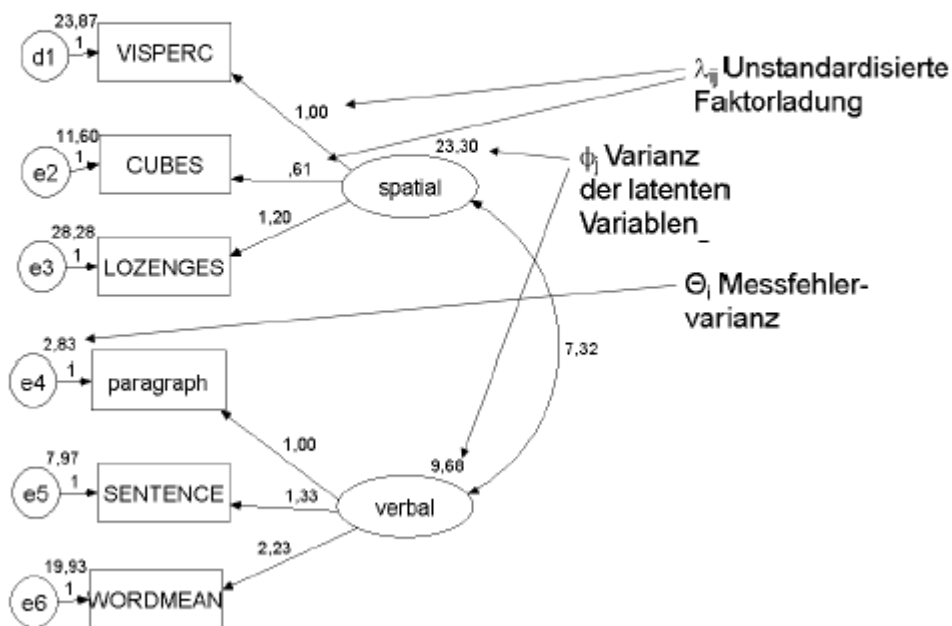 23,87
d1
1
VISPERC
λij Unstandardisierte
Faktorladung
1,00
11,60
e2
1
CUBES
,61
23,30
spatial
ϕj Varianz
der latenten
Variablen
1,20
28,28
e3
1
LOZENGES
Θi Messfehler-
varianz
7,32
2,83
e4
1
paragraph
1,00
7,97
e5
1
SENTENCE
1,33
9,68
verbal
2,23
19,93
e6
1
WORDMEAN